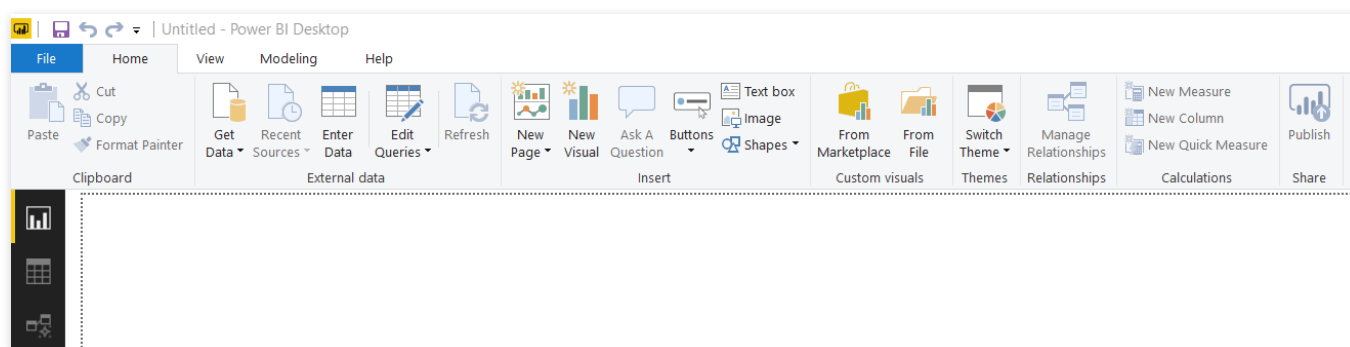 Untitled - Power BI Desktop
File Home View Modeling Help
Paste
Cut
Copy
Format Painter
Clipboard
Get Data
Recent Sources
Enter Data
Edit Queries
Refresh
External data
New Page
New Visual
Ask A Question
Buttons
Text box
Image
Shapes
Insert
From Marketplace
From File
Custom visuals
Switch Theme
Themes
Manage Relationships
Relationships
New Measure
New Column
New Quick Measure
Calculations
Publish
Share